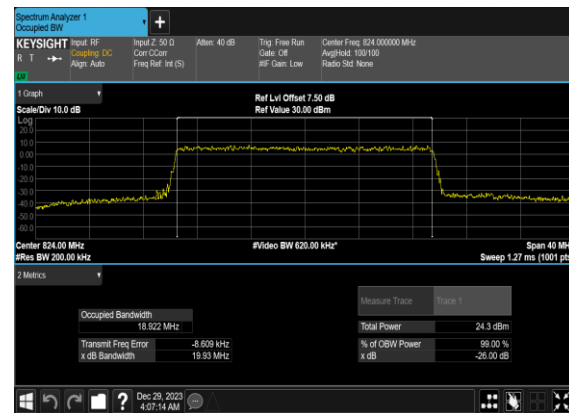 Spectrum Analyzer 1
Occupied BW
+
KEYSIGHT Input: RF Input Z: 50 Ω Atten: 40 dB Trig: Free Run Center Freq: 824.000000 MHz
R T Coupling: DC Corr CCorr Gate: Off Avg|Hold: 100/100
Align: Auto Freq Ref: Int (S) #IF Gain: Low Radio Std: None
LW
1 Graph
Ref Lvl Offset 7.50 dB
Scale/Div 10.0 dB Ref Value 30.00 dBm
Log
20.0
10.0
0.00
-10.0
-20.0
-30.0
-40.0
-50.0
-60.0
Center 824.00 MHz #Video BW 620.00 kHz* Span 40 MH
#Res BW 200.00 kHz Sweep 1.27 ms (1001 pts
2 Metrics
Measure Trace Trace 1
Occupied Bandwidth
18.922 MHz Total Power 24.3 dBm
Transmit Freq Error -8.609 kHz % of OBW Power 99.00 %
x dB Bandwidth 19.93 MHz x dB -26.00 dB
?
Dec 29, 2023
4:07:14 AM